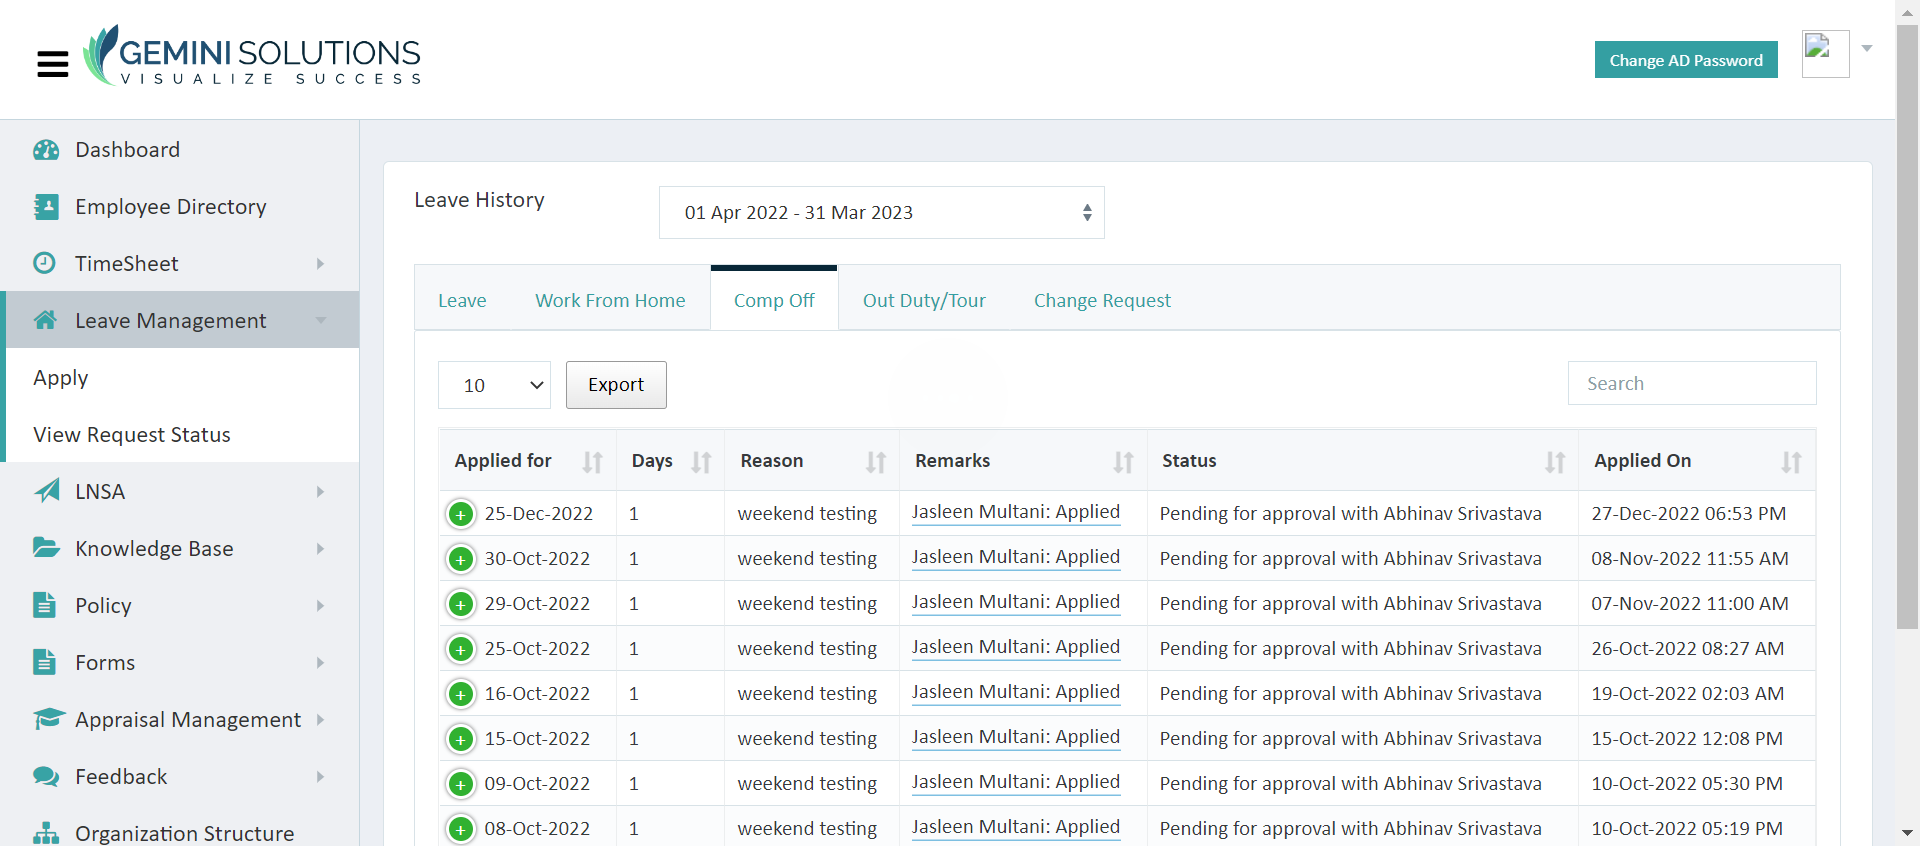 GEMINI SOLUTIONS
VISUALIZE SUCCESS
Change AD Password
Dashboard
Employee Directory
TimeSheet
Leave Management
Apply
View Request Status
LNSA
Knowledge Base
Policy
Forms
Appraisal Management
Feedback
Organization Structure
Leave History
01 Apr 2022 - 31 Mar 2023
Leave Work From Home Comp Off Out Duty/Tour Change Request
10 Export Search
Applied for Days Reason Remarks Status Applied On
25-Dec-2022 1 weekend testing Jasleen Multani: Applied Pending for approval with Abhinav Srivastava 27-Dec-2022 06:53 PM
30-Oct-2022 1 weekend testing Jasleen Multani: Applied Pending for approval with Abhinav Srivastava 08-Nov-2022 11:55 AM
29-Oct-2022 1 weekend testing Jasleen Multani: Applied Pending for approval with Abhinav Srivastava 07-Nov-2022 11:00 AM
25-Oct-2022 1 weekend testing Jasleen Multani: Applied Pending for approval with Abhinav Srivastava 26-Oct-2022 08:27 AM
16-Oct-2022 1 weekend testing Jasleen Multani: Applied Pending for approval with Abhinav Srivastava 19-Oct-2022 02:03 AM
15-Oct-2022 1 weekend testing Jasleen Multani: Applied Pending for approval with Abhinav Srivastava 15-Oct-2022 12:08 PM
09-Oct-2022 1 weekend testing Jasleen Multani: Applied Pending for approval with Abhinav Srivastava 10-Oct-2022 05:30 PM
08-Oct-2022 1 weekend testing Jasleen Multani: Applied Pending for approval with Abhinav Srivastava 10-Oct-2022 05:19 PM